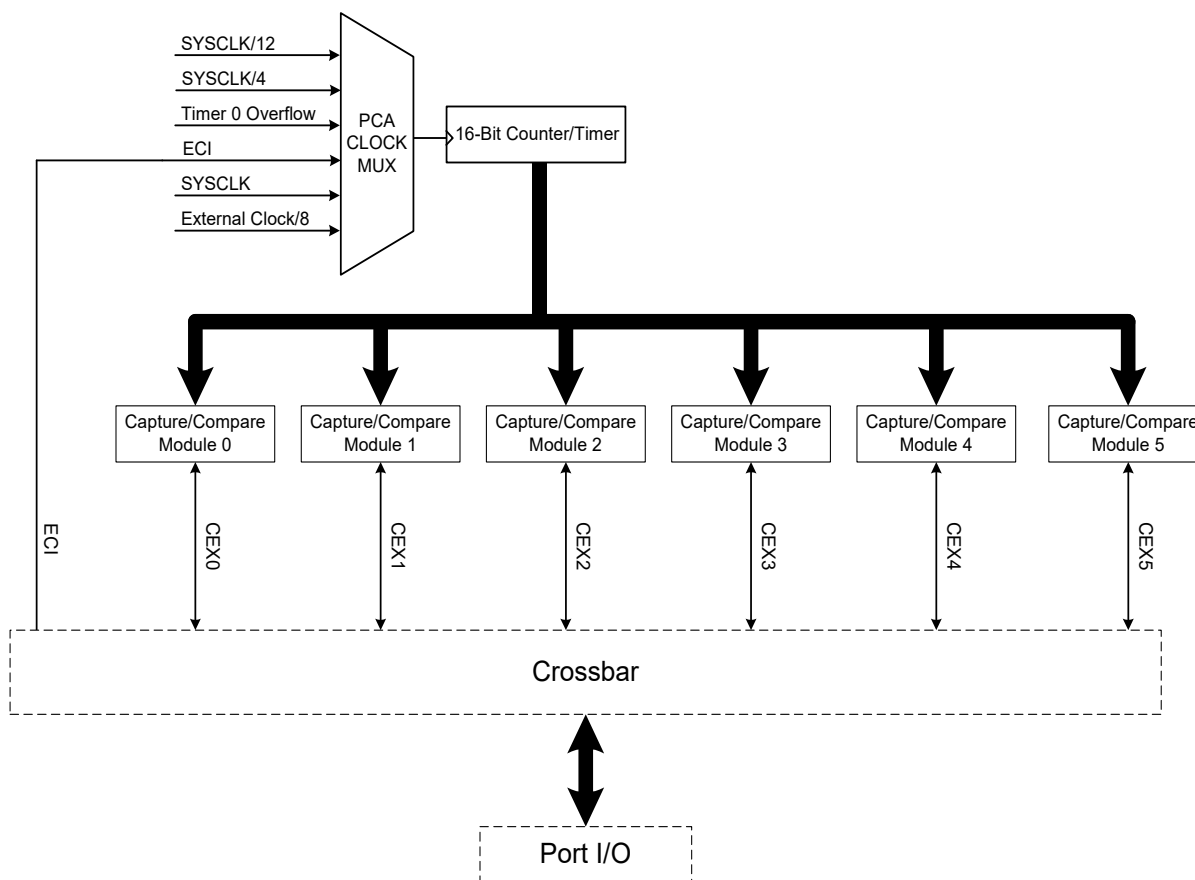 SYSCLK/12
SYSCLK/4
Timer 0 Overflow
ECI
SYSCLK
External Clock/8
PCA
CLOCK
MUX
16-Bit Counter/Timer
Capture/Compare
Module 0
Capture/Compare
Module 1
Capture/Compare
Module 2
Capture/Compare
Module 3
Capture/Compare
Module 4
Capture/Compare
Module 5
ECI
CEX0
CEX1
CEX2
CEX3
CEX4
CEX5
Crossbar
Port I/O